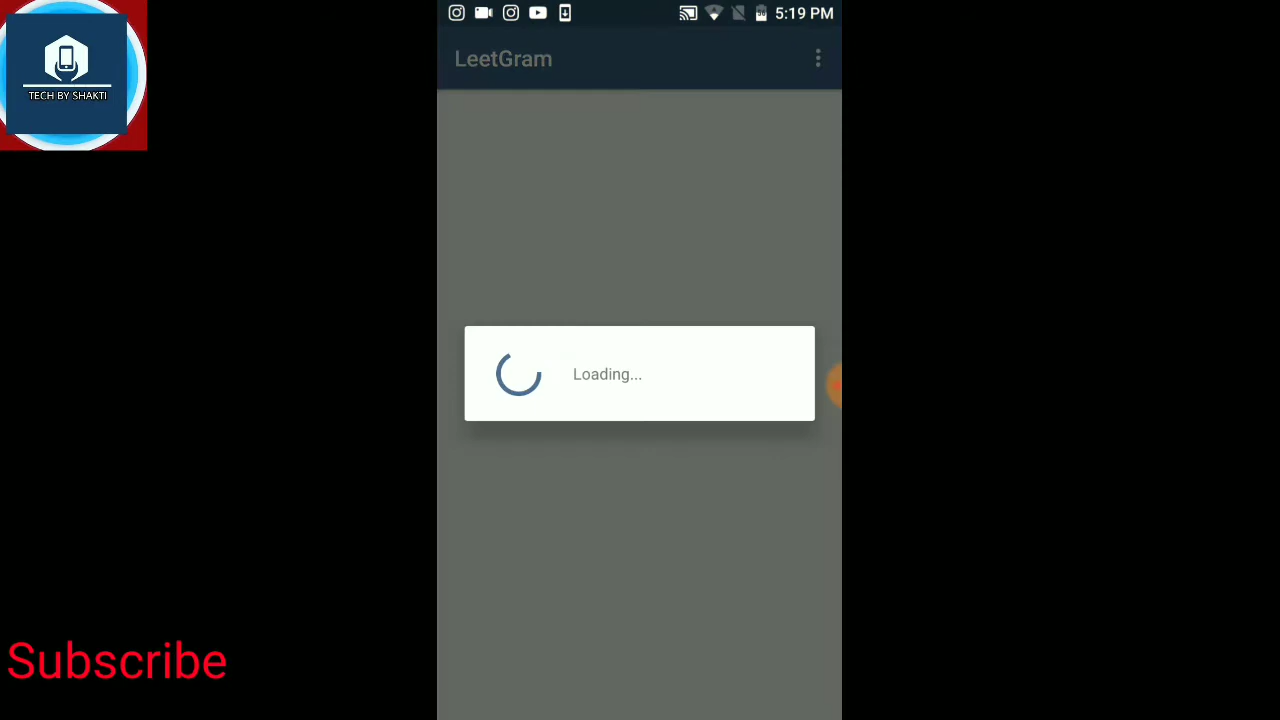 TECH BY SHAKTI
5:19 PM
LeetGram
Loading...
Subscribe